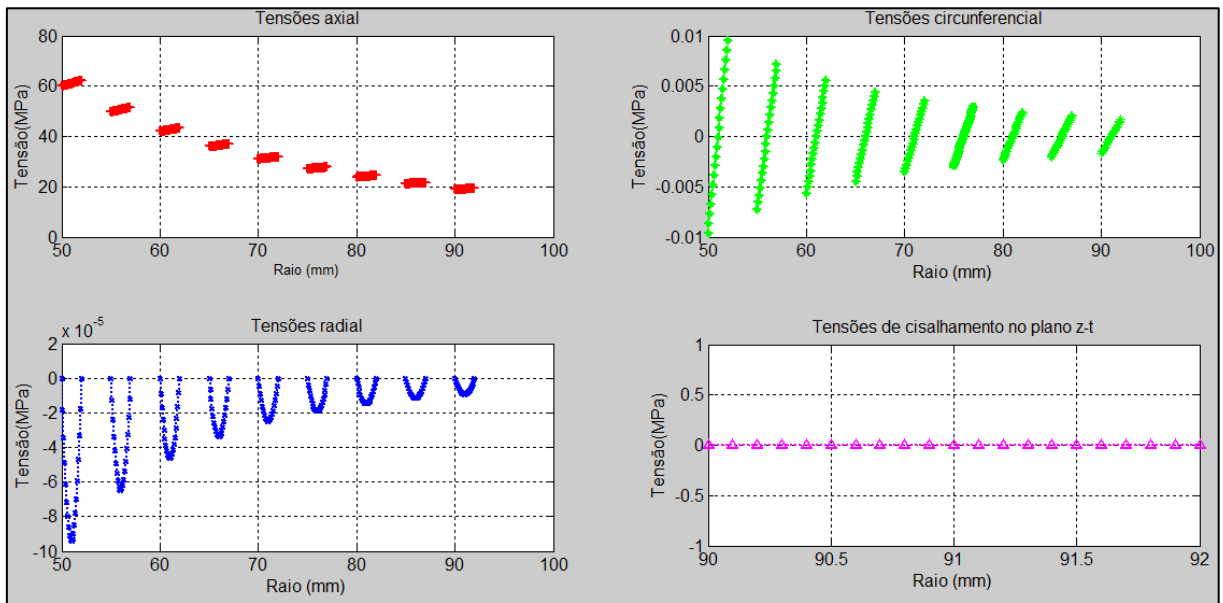 Tensões axial
80
60
40
20
0
Tensão(MPa)
50 60 70 80 90 100
Raio (mm)
Tensões circunferencial
0.01
0.005
0
-0.005
-0.01
Tensão(MPa)
50 60 70 80 90 100
Raio (mm)
Tensões radial
x 10-5
2
0
-2
-4
-6
-8
-10
Tensão(MPa)
50 60 70 80 90 100
Raio (mm)
Tensões de cisalhamento no plano z-t
1
0.5
0
-0.5
-1
Tensão(MPa)
90 90.5 91 91.5 92
Raio (mm)